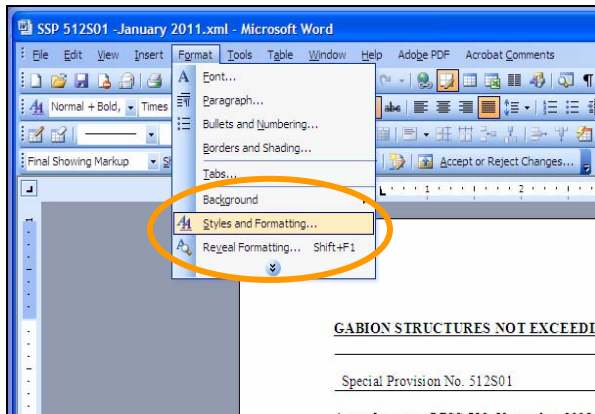 SSP 512S01 -January 2011.xml - Microsoft Word
File Edit View Insert Format Tools Table Window Help Adobe PDF Acrobat Comments
Font...
Normal + Bold, Times
Paragraph...
Bullets and Numbering...
Borders and Shading...
Final Showing Markup
Accept or Reject Changes...
Tabs...
Background
1 2
Styles and Formatting...
Reveal Formatting... Shift+F1
GABION STRUCTURES NOT EXCEEDI
Special Provision No. 512S01